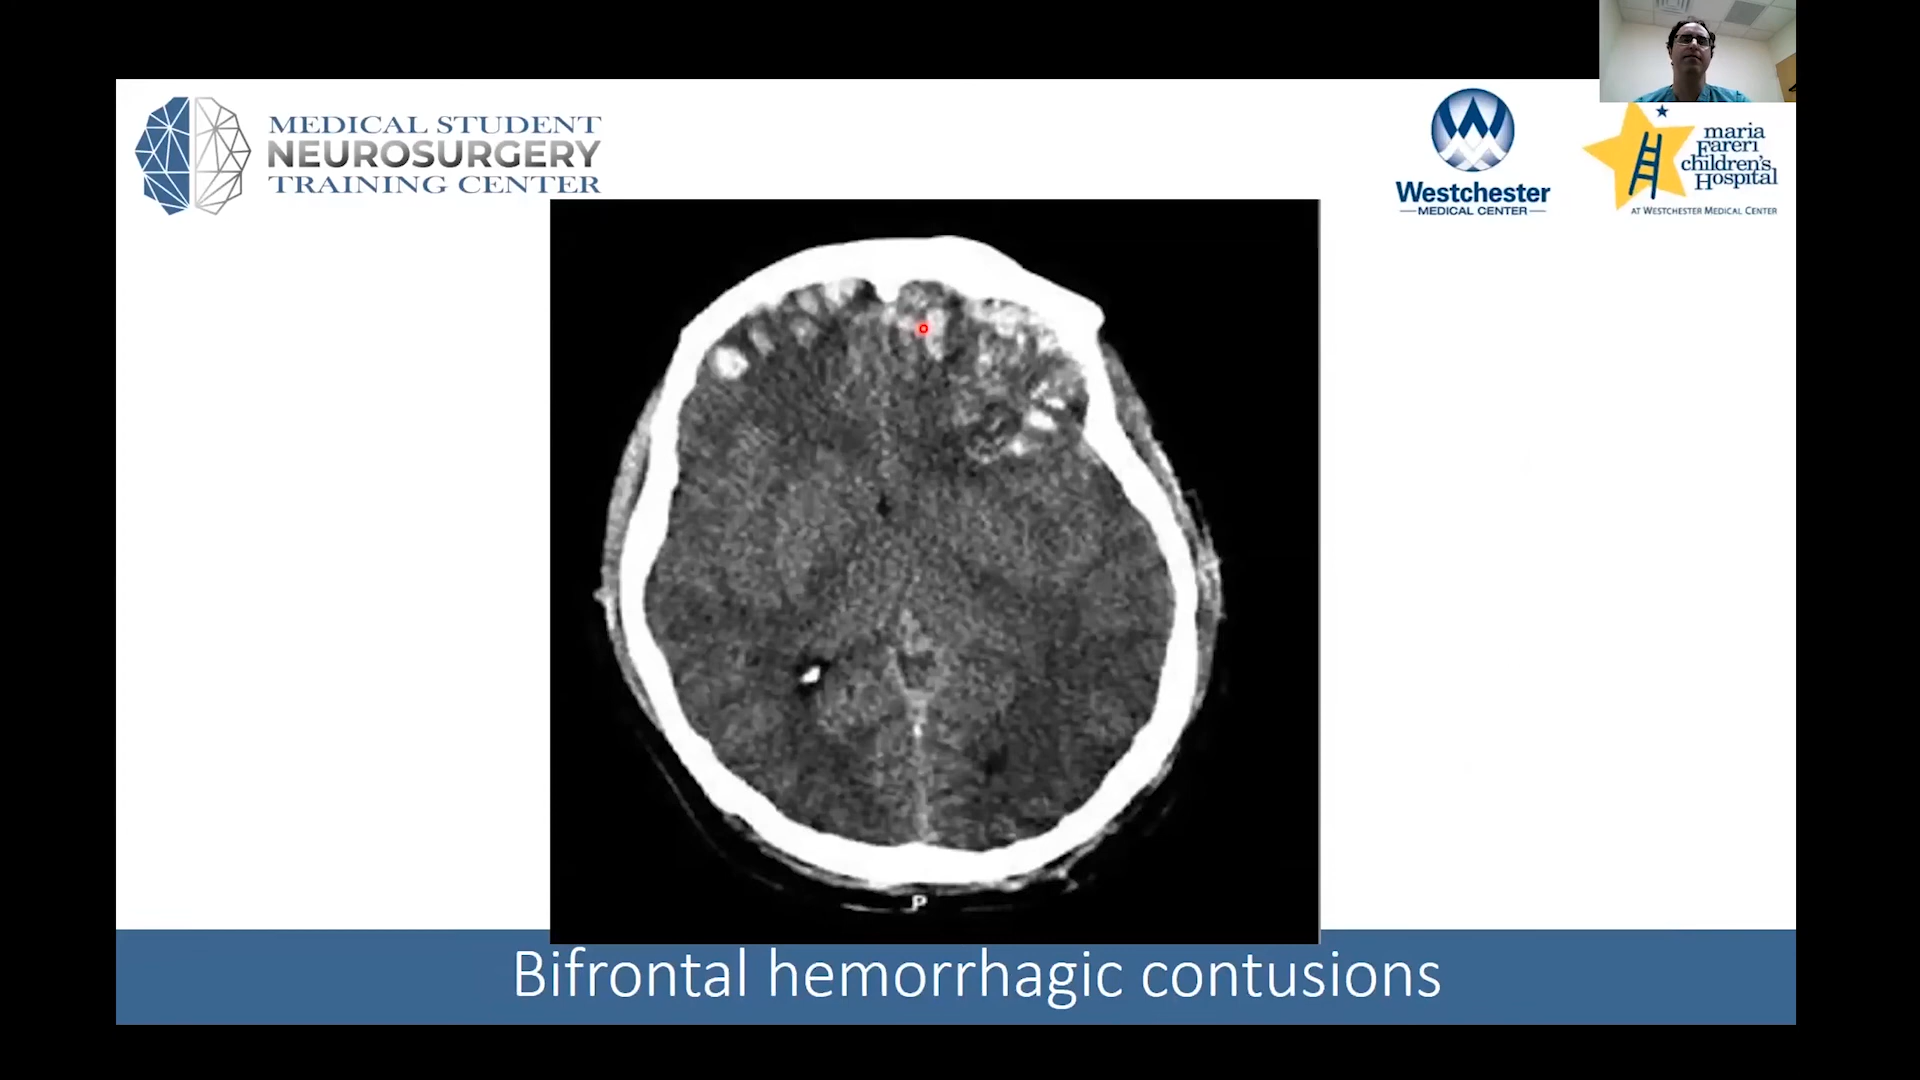 MEDICAL STUDENT
NEUROSURGERY
TRAINING CENTER
Westchester
MEDICAL CENTER
maria
Fareri
children's
Hospital
AT WESTCHESTER MEDICAL CENTER
P
Bifrontal hemorrhagic contusions